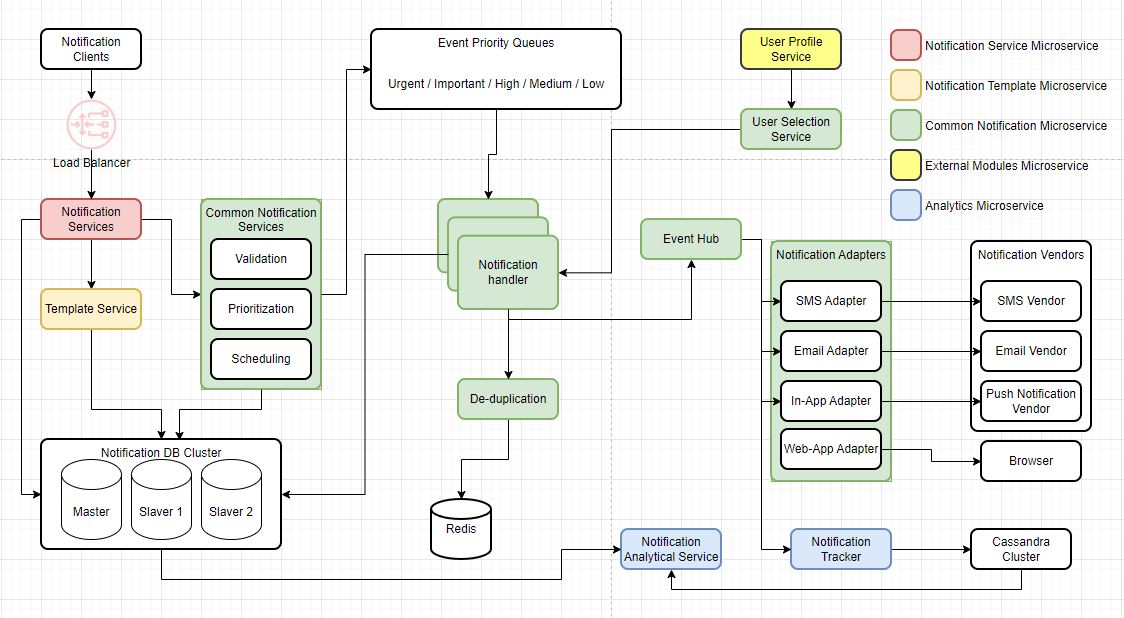 Notification
Clients
Load Balancer
Notification
Services
Template Service
Common Notification
Services
Validation
Prioritization
Scheduling
Notification DB Cluster
Master
Slaver 1
Slaver 2
Event Priority Queues
Urgent / Important / High / Medium / Low
Notification
handler
De-duplication
Redis
User Profile
Service
User Selection
Service
Event Hub
Notification Adapters
SMS Adapter
Email Adapter
In-App Adapter
Web-App Adapter
Notification Vendors
SMS Vendor
Email Vendor
Push Notification
Vendor
Browser
Notification
Analytical Service
Notification
Tracker
Cassandra
Cluster
Notification Service Microservice
Notification Template Microservice
Common Notification Microservice
External Modules Microservice
Analytics Microservice